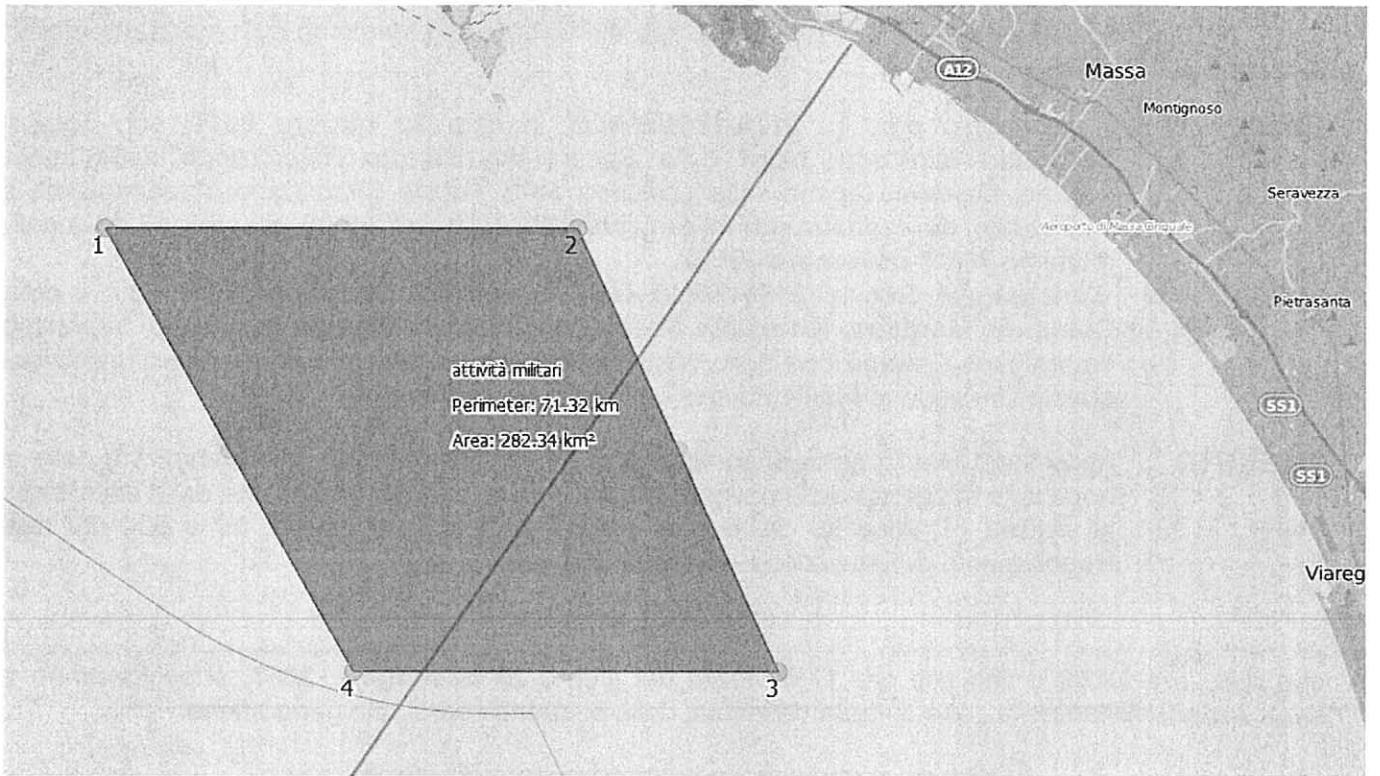 A12
Massa
Montignoso
Seravezza
Aeroporto di Massa Cinquale
1
2
Pietrasanta
attività militari
Perimeter: 71.32 km
SS1
Area: 282.34 km²
SS1
Viareg
4
3